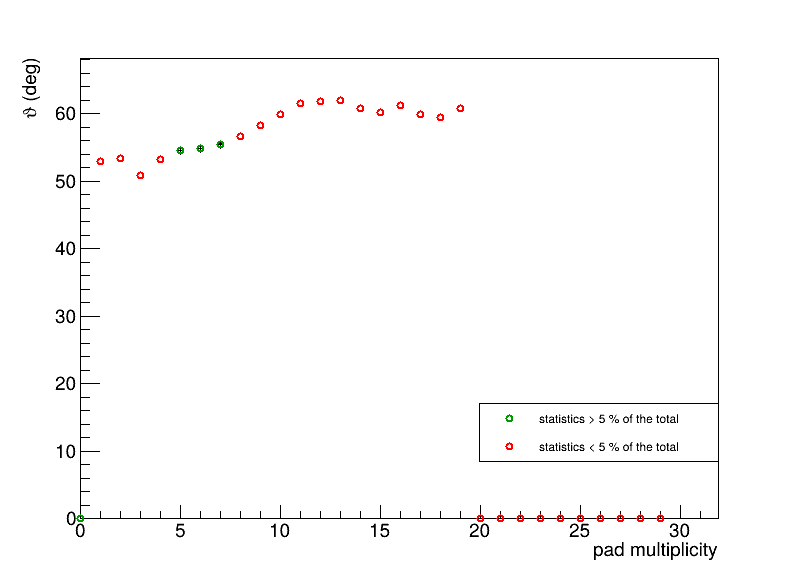 ϑ (deg)
60
50
40
30
20
10
0
0 5 10 15 20 25 30
pad multiplicity
statistics > 5 % of the total
statistics < 5 % of the total